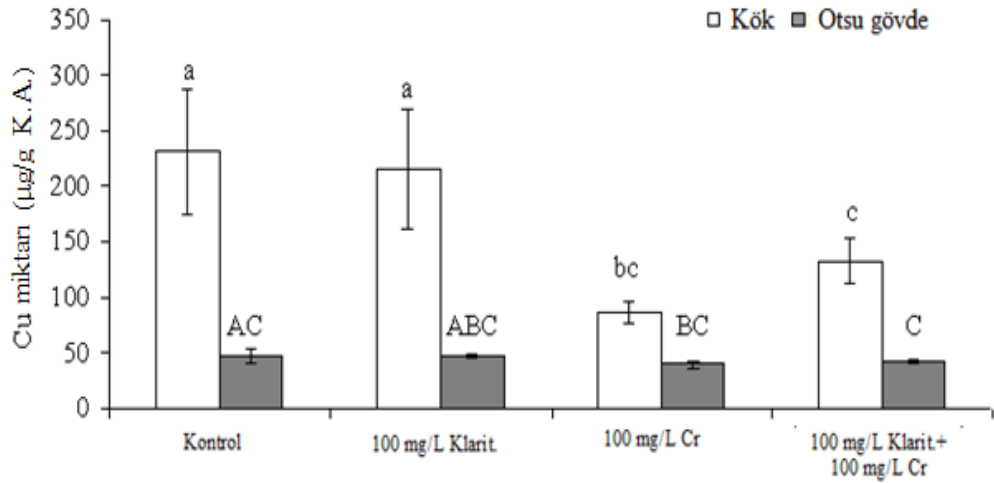 350
300
250
200
150
100
50
0
Cu miktarı (µg/g K.A.)
Kök
Otsu gövde
a
a
bc
c
AC
ABC
BC
C
Kontrol
100 mg/L Klarit.
100 mg/L Cr
100 mg/L Klarit.+
100 mg/L Cr